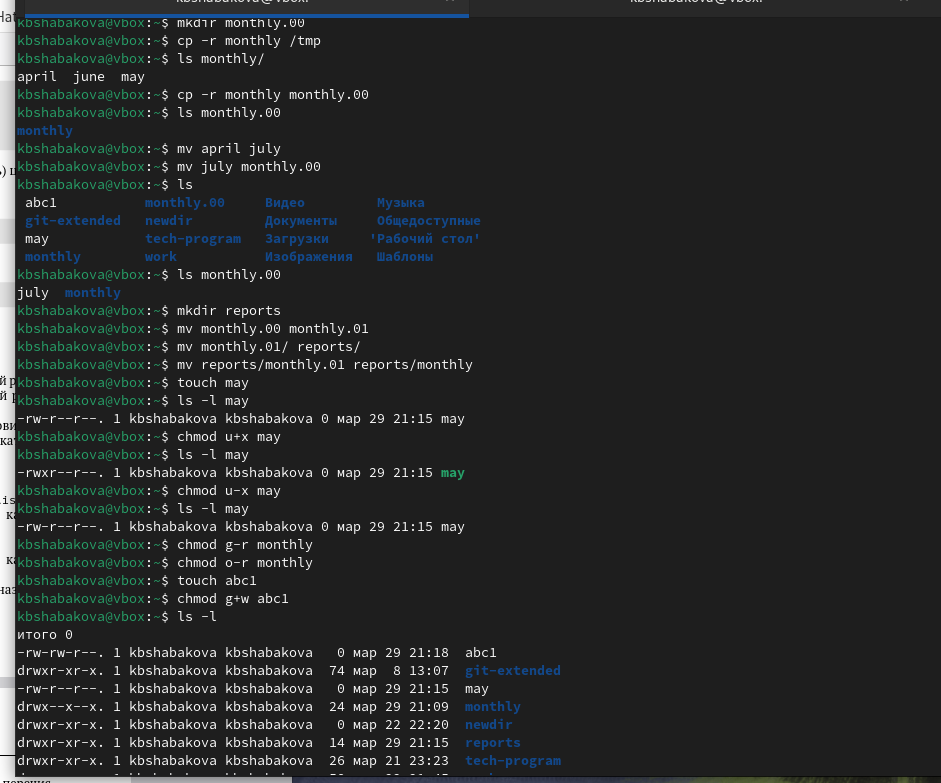 kbshabakova@vbox:~$ mkdir monthly.00
kbshabakova@vbox:~$ cp -r monthly /tmp
kbshabakova@vbox:~$ ls monthly/
april  june  may
kbshabakova@vbox:~$ cp -r monthly monthly.00
kbshabakova@vbox:~$ ls monthly.00
monthly
kbshabakova@vbox:~$ mv april july
kbshabakova@vbox:~$ mv july monthly.00
kbshabakova@vbox:~$ ls
abc1 monthly.00 Видео Музыка
git-extended newdir Документы Общедоступные
may tech-program Загрузки 'Рабочий стол'
monthly work Изображения Шаблоны
kbshabakova@vbox:~$ ls monthly.00
july  monthly
kbshabakova@vbox:~$ mkdir reports
kbshabakova@vbox:~$ mv monthly.00 monthly.01
kbshabakova@vbox:~$ mv monthly.01/ reports/
kbshabakova@vbox:~$ mv reports/monthly.01 reports/monthly
kbshabakova@vbox:~$ touch may
kbshabakova@vbox:~$ ls -l may
-rw-r--r--. 1 kbshabakova kbshabakova 0 мар 29 21:15 may
kbshabakova@vbox:~$ chmod u+x may
kbshabakova@vbox:~$ ls -l may
-rwxr--r--. 1 kbshabakova kbshabakova 0 мар 29 21:15 may
kbshabakova@vbox:~$ chmod u-x may
kbshabakova@vbox:~$ ls -l may
-rw-r--r--. 1 kbshabakova kbshabakova 0 мар 29 21:15 may
kbshabakova@vbox:~$ chmod g-r monthly
kbshabakova@vbox:~$ chmod o-r monthly
kbshabakova@vbox:~$ touch abc1
kbshabakova@vbox:~$ chmod g+w abc1
kbshabakova@vbox:~$ ls -l
итого 0
-rw-rw-r--. 1 kbshabakova kbshabakova  0 мар 29 21:18 abc1
drwxr-xr-x. 1 kbshabakova kbshabakova 74 мар  8 13:07 git-extended
-rw-r--r--. 1 kbshabakova kbshabakova  0 мар 29 21:15 may
drwx--x--x. 1 kbshabakova kbshabakova 24 мар 29 21:09 monthly
drwxr-xr-x. 1 kbshabakova kbshabakova  0 мар 22 22:20 newdir
drwxr-xr-x. 1 kbshabakova kbshabakova 14 мар 29 21:15 reports
drwxr-xr-x. 1 kbshabakova kbshabakova 26 мар 21 23:23 tech-program